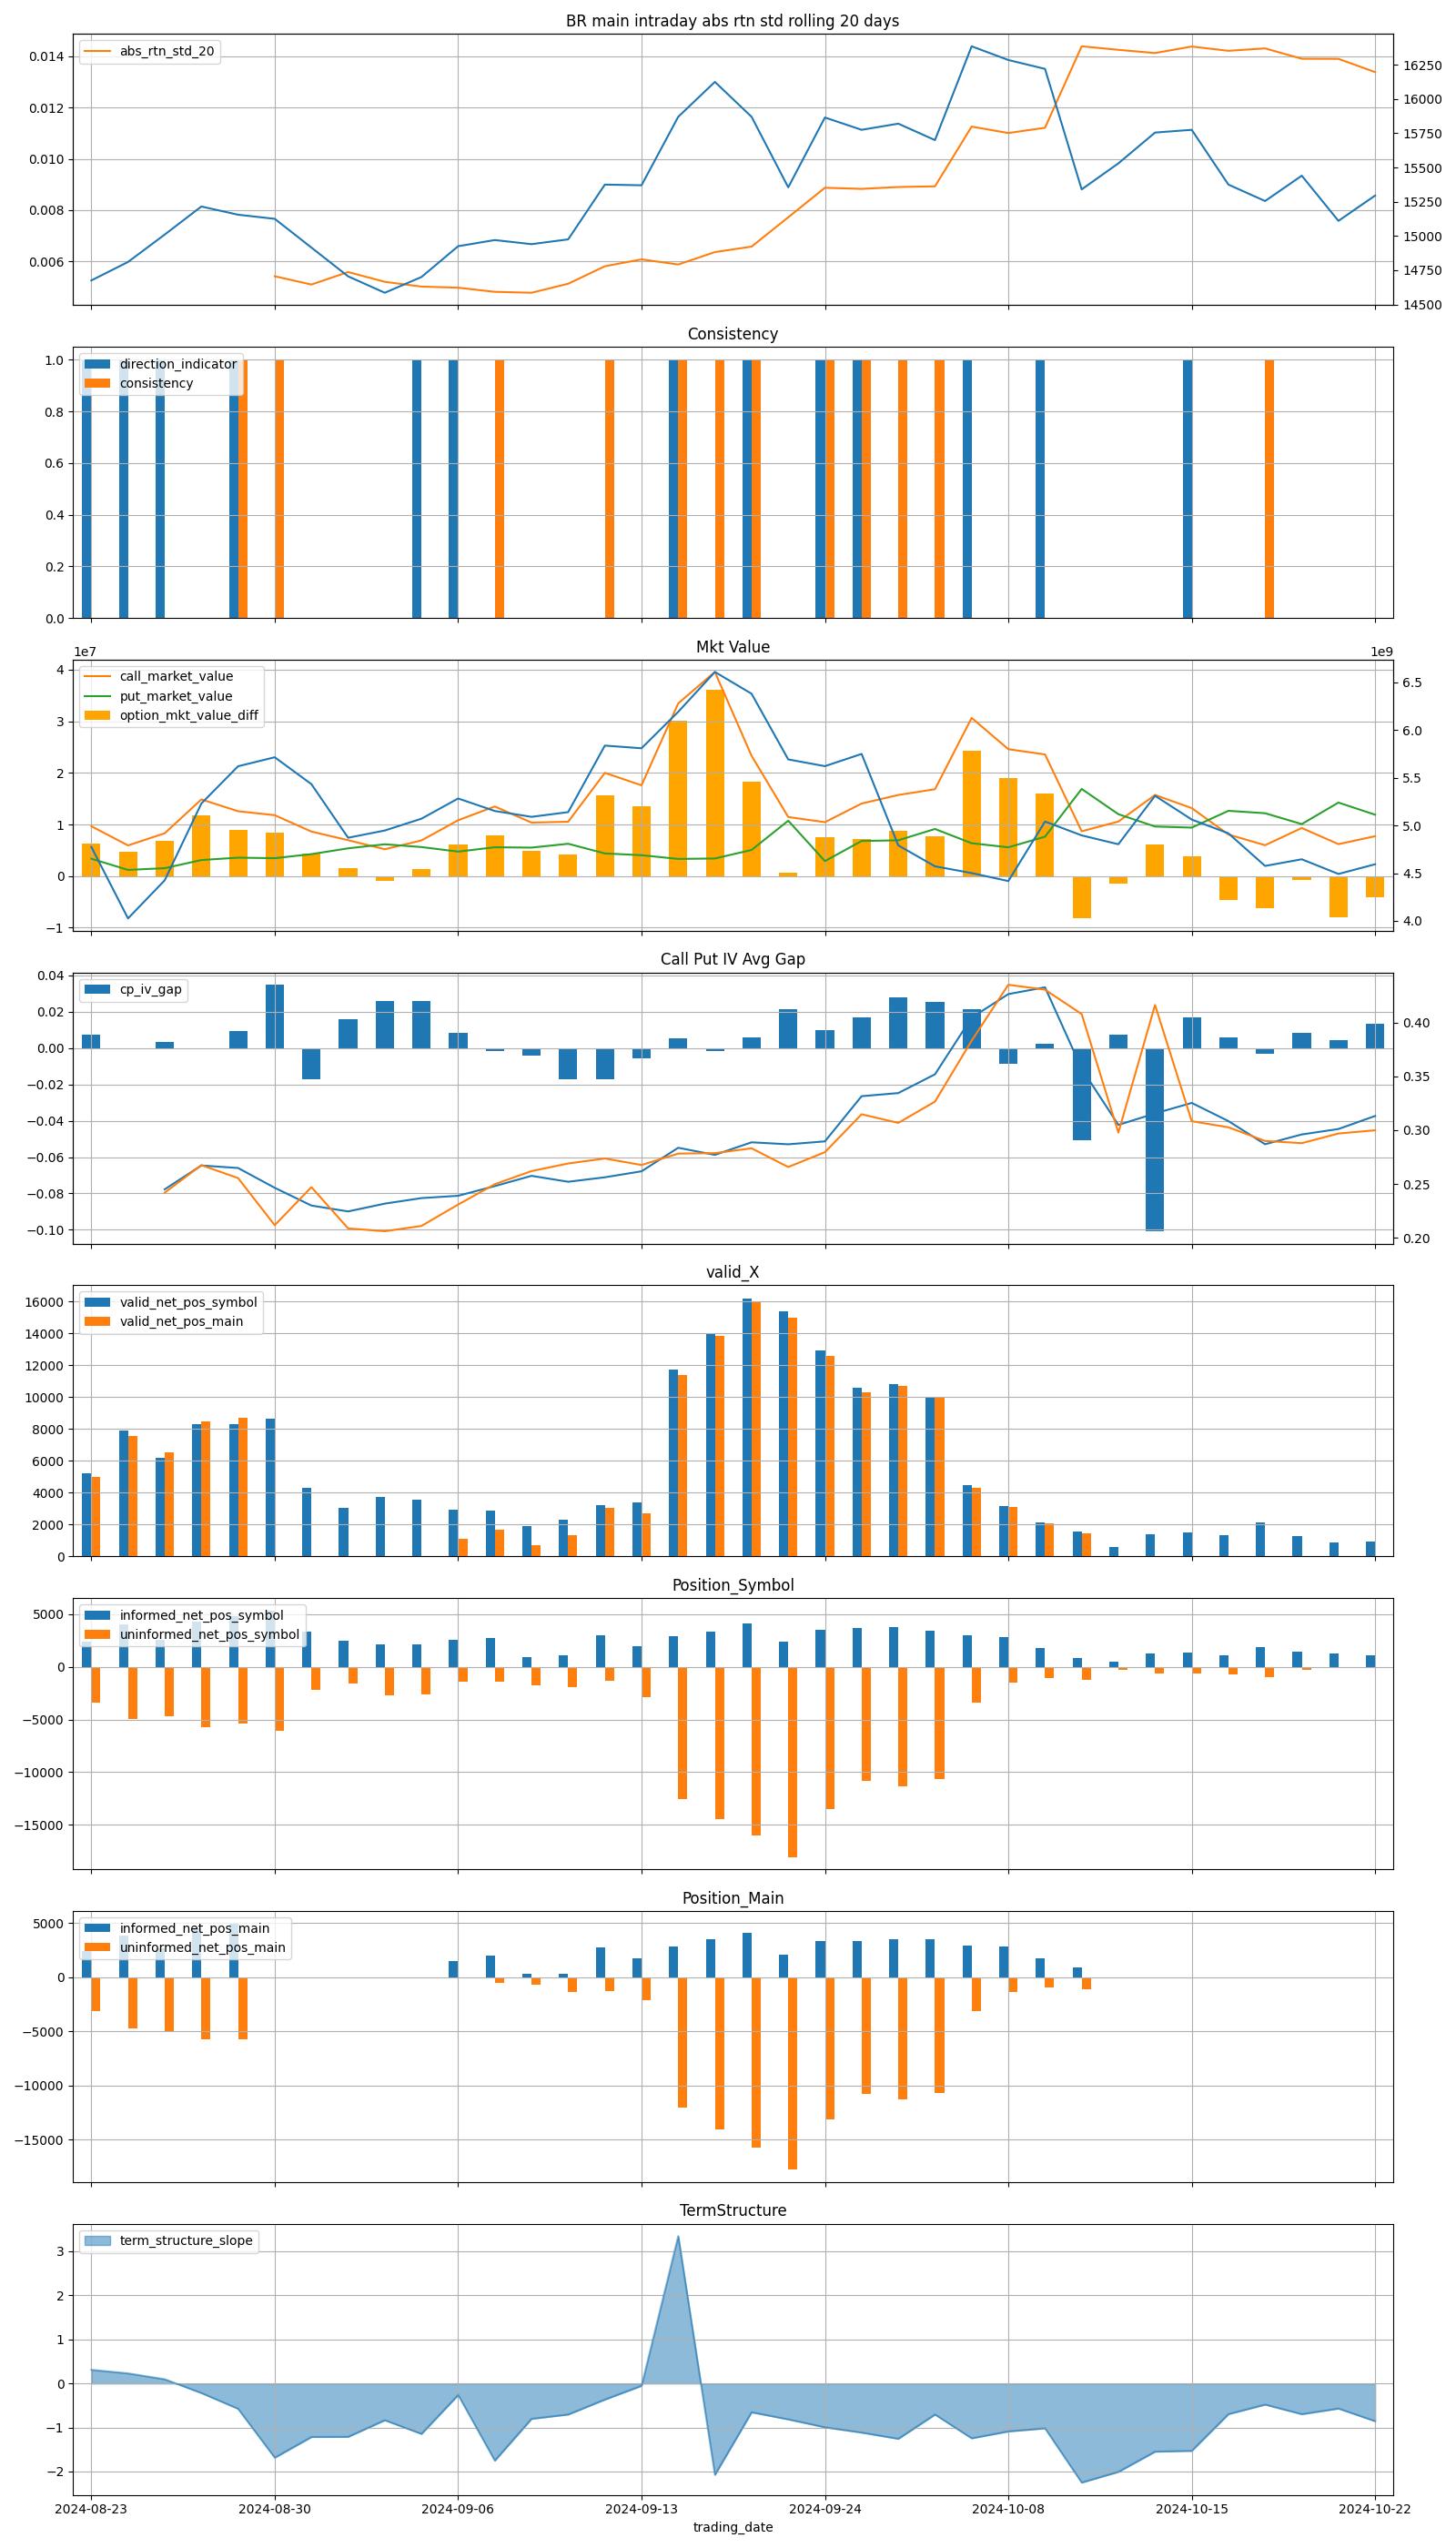 BR main intraday abs rtn std rolling 20 days
abs_rtn_std_20
0.014
0.012
0.010
0.008
0.006
16250
16000
15750
15500
15250
15000
14750
14500
Consistency
direction_indicator
consistency
1.0
0.8
0.6
0.4
0.2
0.0
Mkt Value
1e7
1e9
call_market_value
put_market_value
option_mkt_value_diff
4
3
2
1
0
−1
6.5
6.0
5.5
5.0
4.5
4.0
Call Put IV Avg Gap
cp_iv_gap
0.04
0.02
0.00
−0.02
−0.04
−0.06
−0.08
−0.10
0.40
0.35
0.30
0.25
0.20
valid_X
valid_net_pos_symbol
valid_net_pos_main
16000
14000
12000
10000
8000
6000
4000
2000
0
Position_Symbol
informed_net_pos_symbol
uninformed_net_pos_symbol
5000
0
−5000
−10000
−15000
Position_Main
informed_net_pos_main
uninformed_net_pos_main
5000
0
−5000
−10000
−15000
TermStructure
term_structure_slope
3
2
1
0
−1
−2
2024-08-23 2024-08-30 2024-09-06 2024-09-13 2024-09-24 2024-10-08 2024-10-15 2024-10-22
trading_date